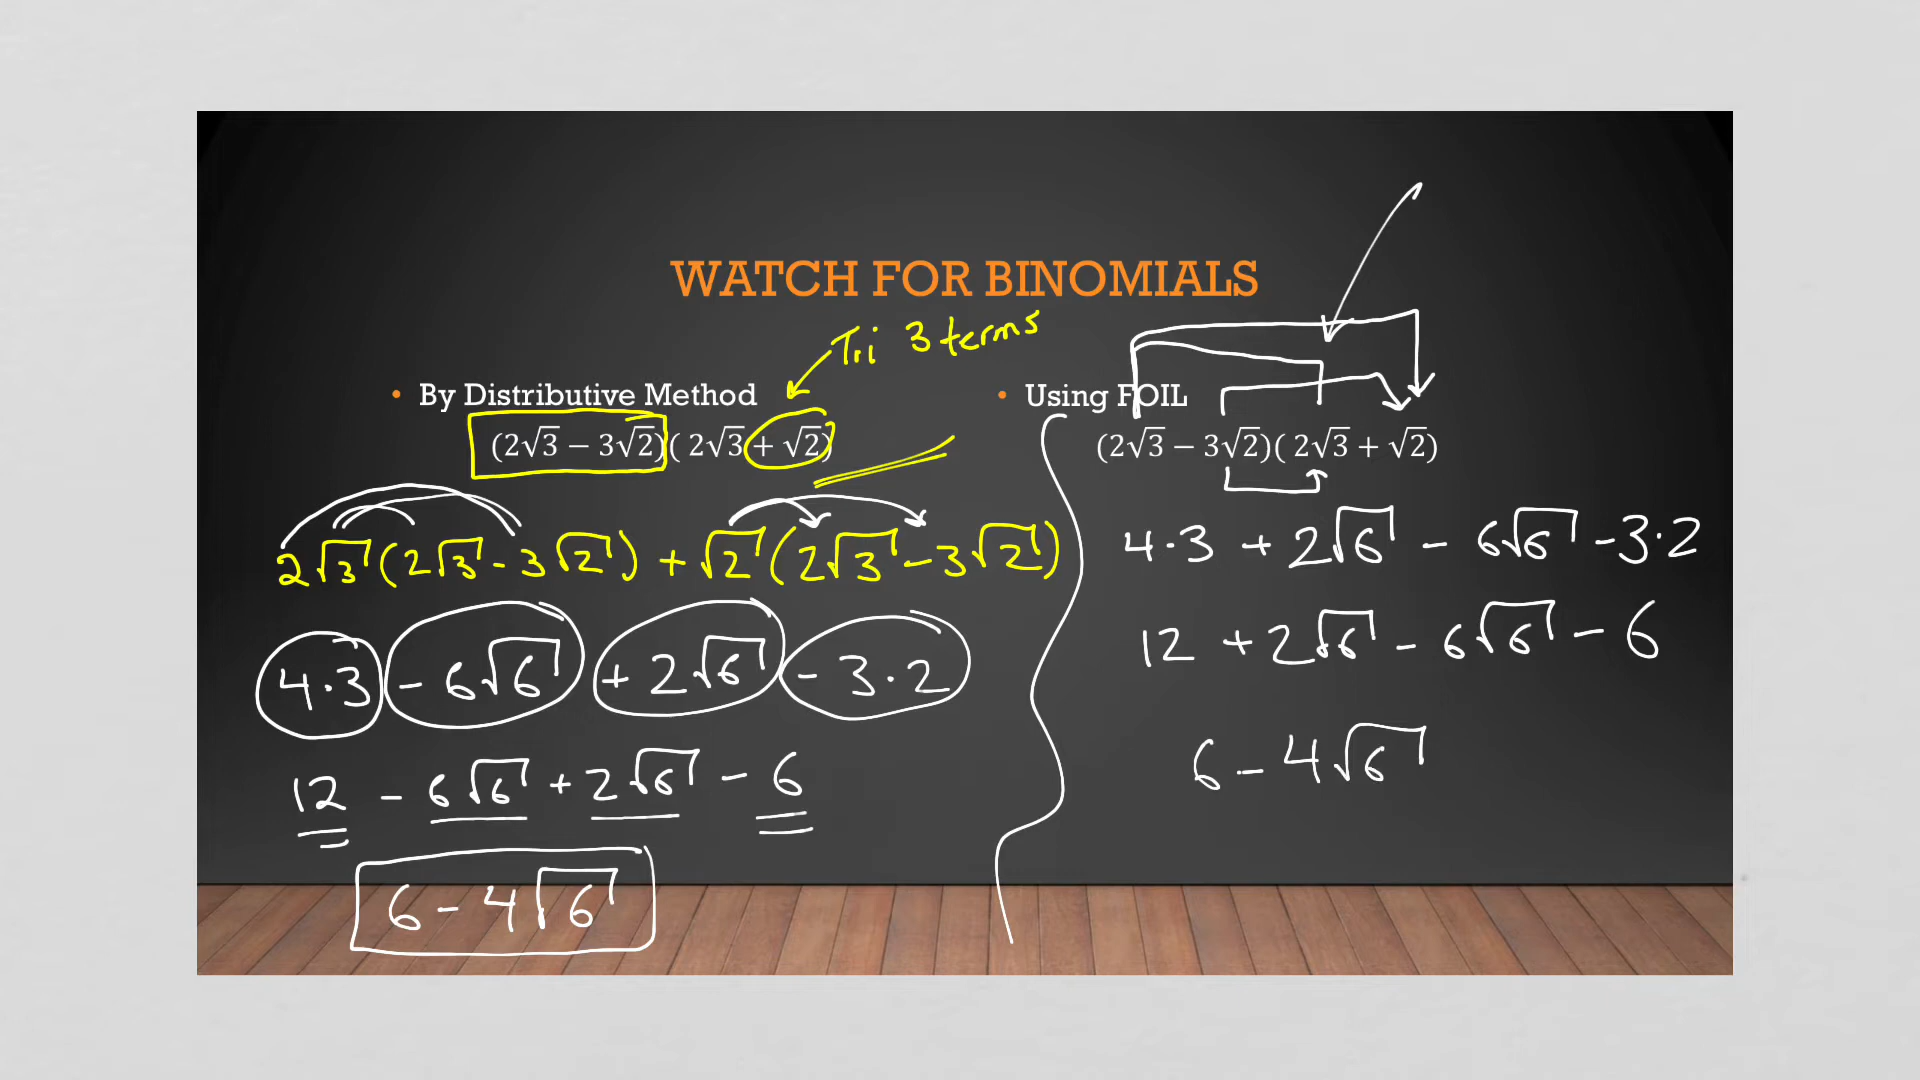 WATCH FOR BINOMIALS
Tri 3 terms
• By Distributive Method
(2√3 − 3√2)( 2√3 + √2)
2√3(2√3 - 3√2) + √2(2√3 - 3√2)
4·3 - 6√6 + 2√6 - 3·2
12 - 6√6 + 2√6 - 6
6 - 4√6
• Using FOIL
(2√3 − 3√2)( 2√3 + √2)
4·3 + 2√6 - 6√6 - 3·2
12 + 2√6 - 6√6 - 6
6 - 4√6